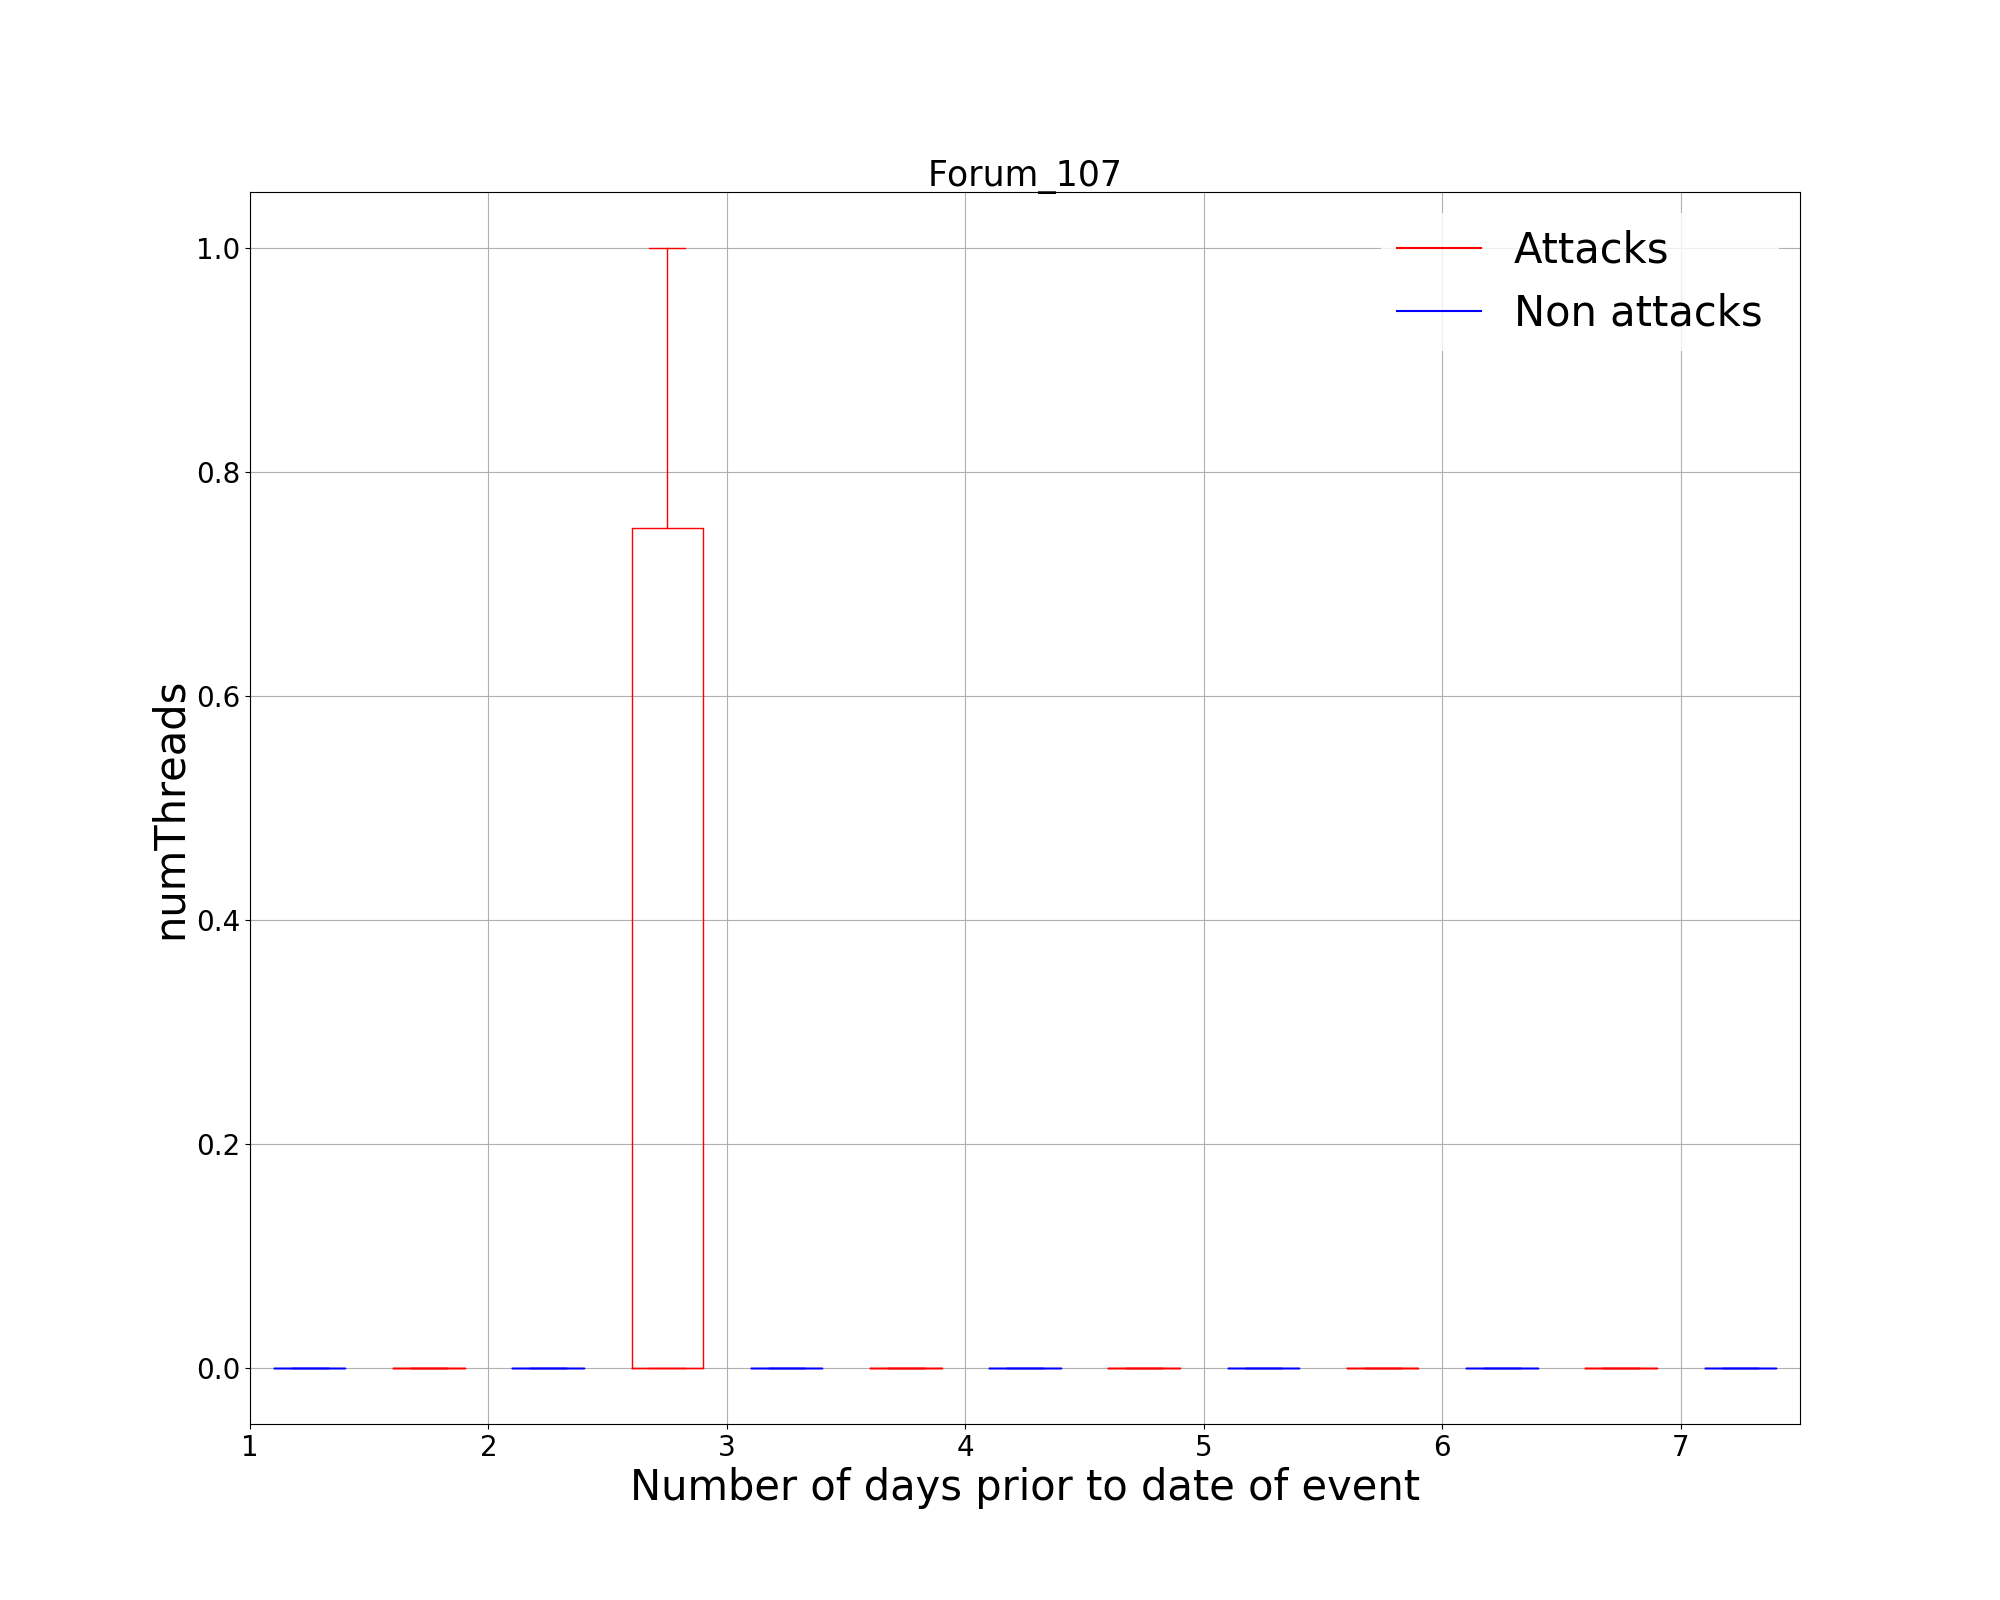 Forum_107
Attacks
Non attacks
numThreads
1.0
0.8
0.6
0.4
0.2
0.0
1 2 3 4 5 6 7
Number of days prior to date of event